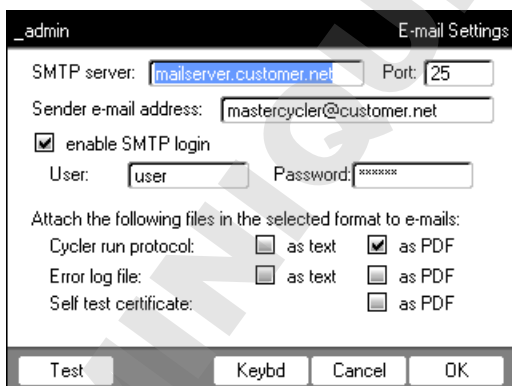 _admin E-mail Settings
SMTP server: mailserver.customer.net Port: 25
Sender e-mail address: mastercycler@customer.net
enable SMTP login
User: user Password: ******
Attach the following files in the selected format to e-mails:
Cycler run protocol: as text as PDF
Error log file: as text as PDF
Self test certificate: as PDF
Test Keybd Cancel OK